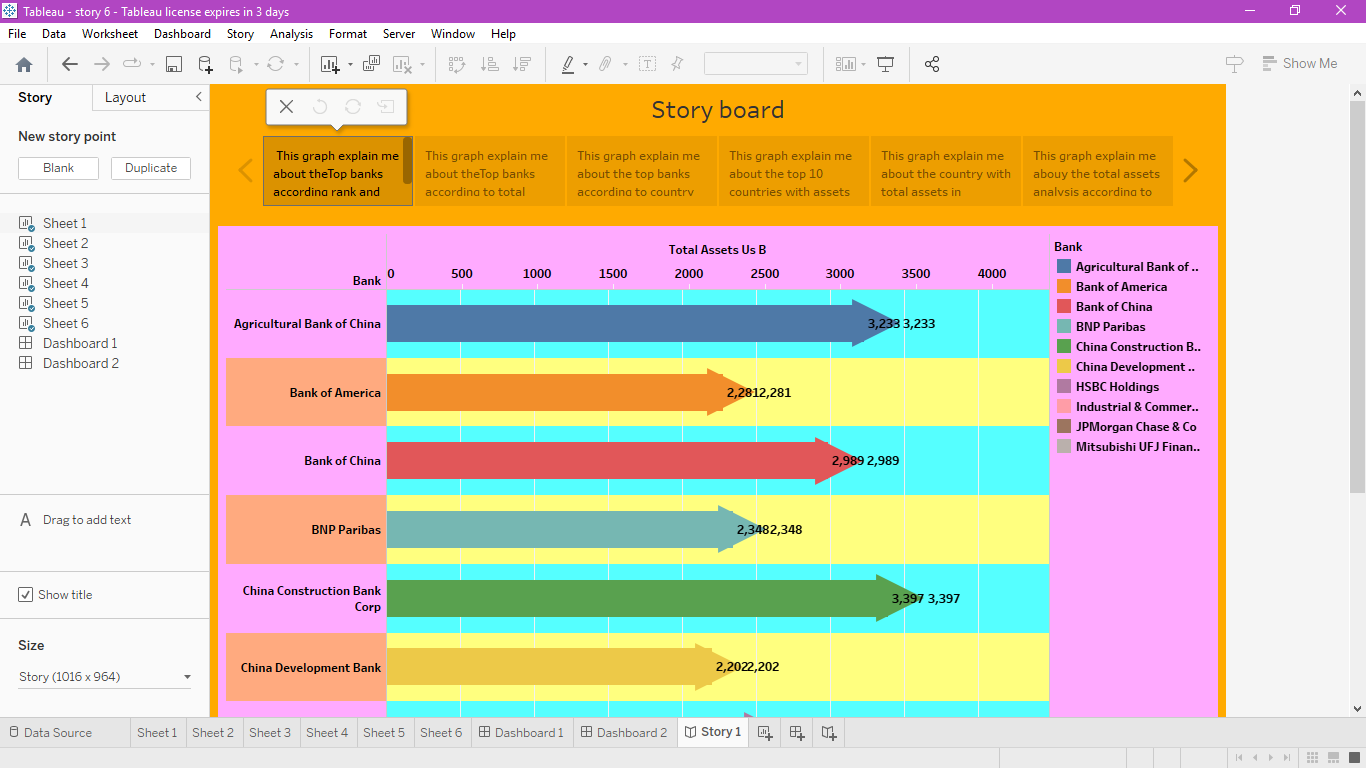 Tableau - story 6 - Tableau license expires in 3 days
File Data Worksheet Dashboard Story Analysis Format Server Window Help
Show Me
Story Layout
New story point
Blank Duplicate
Sheet 1
Sheet 2
Sheet 3
Sheet 4
Sheet 5
Sheet 6
Dashboard 1
Dashboard 2
A Drag to add text
Show title
Size
Story (1016 x 964)
Story board
This graph explain me
about theTop banks
according rank and
This graph explain me
about theTop banks
according to total
This graph explain me
about the top banks
according to country
This graph explain me
about the top 10
countries with assets
This graph explain me
about the country with
total assets in
This graph explain me
abouy the total assets
analysis according to
Total Assets Us B
Bank 0 500 1000 1500 2000 2500 3000 3500 4000
Agricultural Bank of China 3,233 3,233
Bank of America 2,281 2,281
Bank of China 2,989 2,989
BNP Paribas 2,348 2,348
China Construction Bank
Corp 3,397 3,397
China Development Bank 2,202 2,202
Bank
Agricultural Bank of ..
Bank of America
Bank of China
BNP Paribas
China Construction B..
China Development ..
HSBC Holdings
Industrial & Commer..
JPMorgan Chase & Co
Mitsubishi UFJ Finan..
Data Source Sheet 1 Sheet 2 Sheet 3 Sheet 4 Sheet 5 Sheet 6 Dashboard 1 Dashboard 2 Story 1